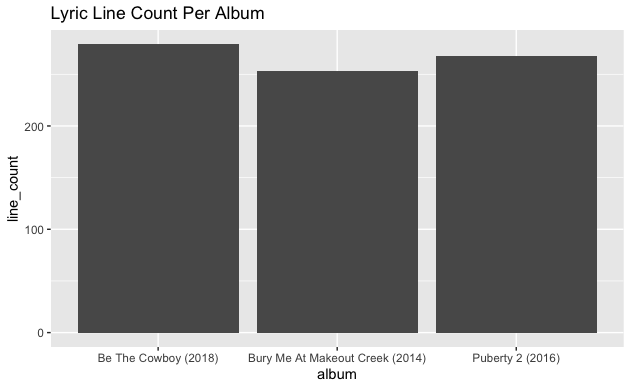 Lyric Line Count Per Album
line_count
200
100
0
Be The Cowboy (2018)
Bury Me At Makeout Creek (2014)
Puberty 2 (2016)
album